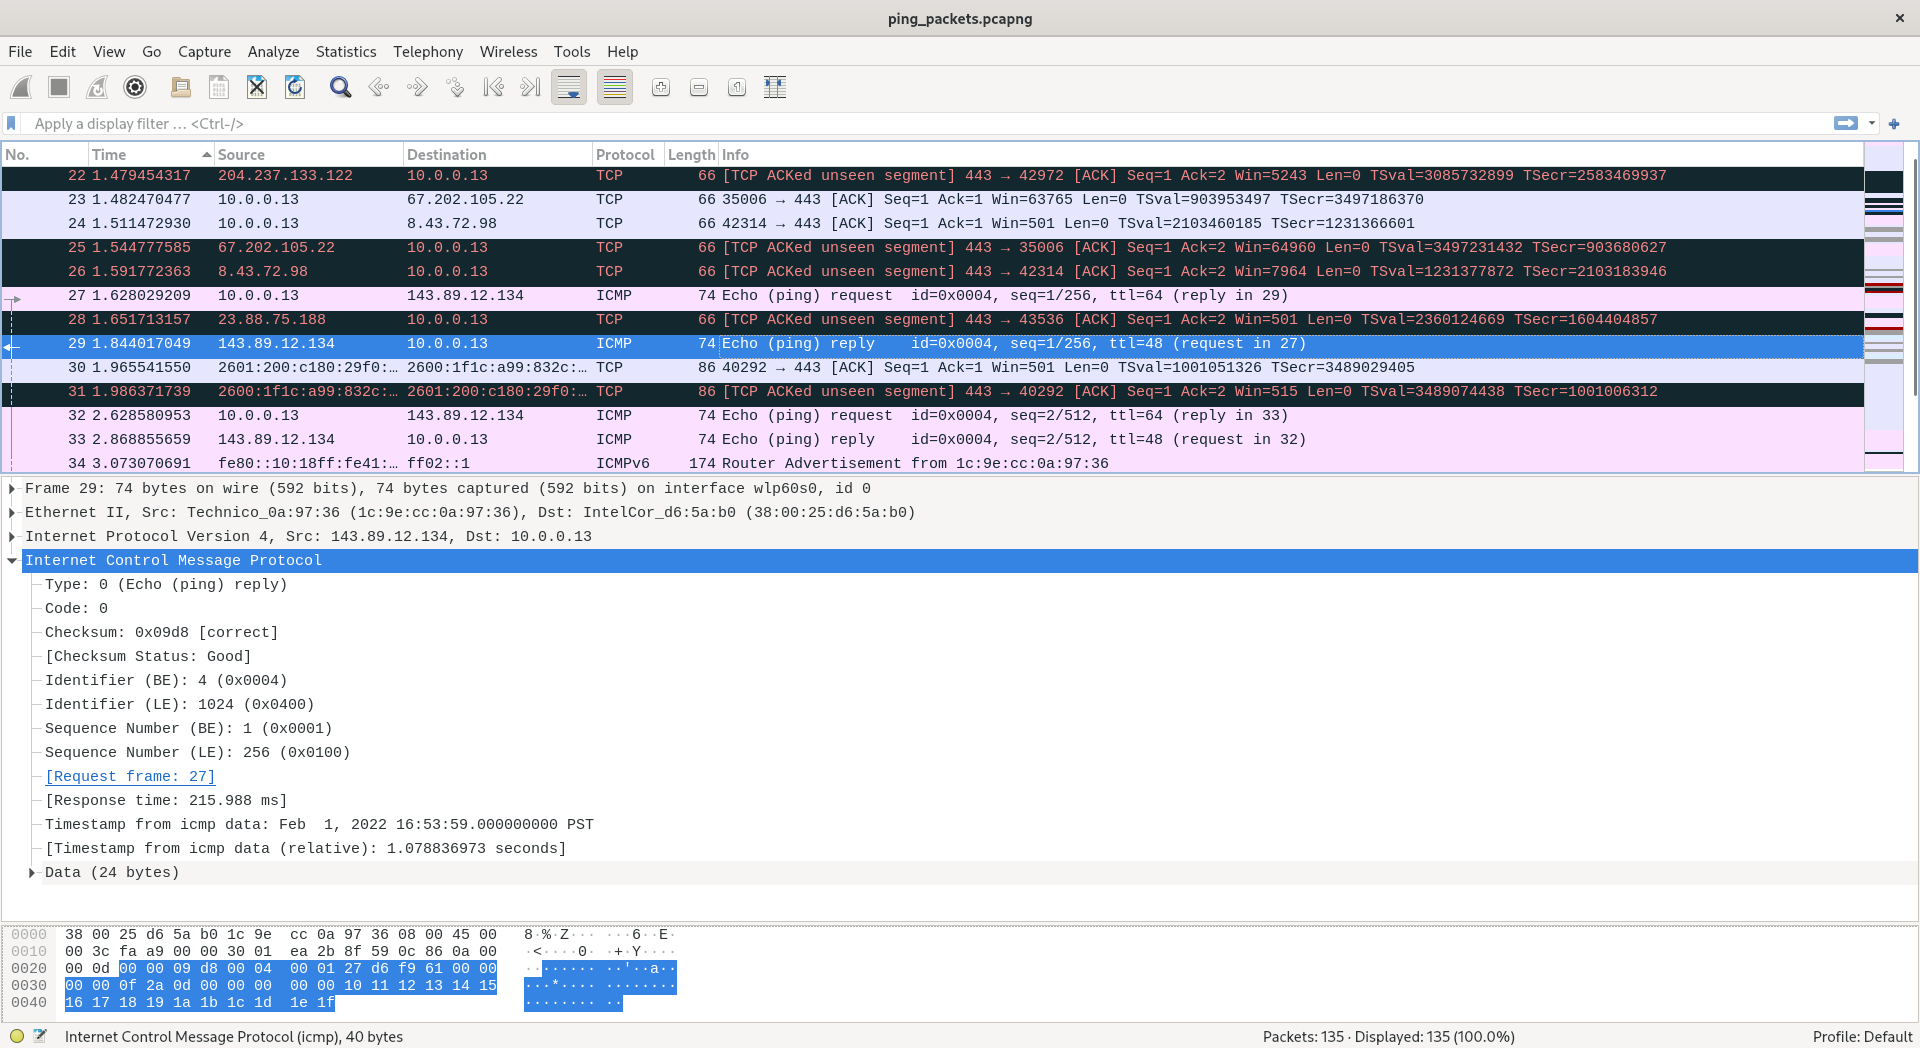 ping_packets.pcapng
File Edit View Go Capture Analyze Statistics Telephony Wireless Tools Help
Apply a display filter … <Ctrl-/>
No. Time Source Destination Protocol Length Info
22 1.479454317 204.237.133.122 10.0.0.13 TCP 66 [TCP ACKed unseen segment] 443 → 42972 [ACK] Seq=1 Ack=2 Win=5243 Len=0 TSval=3085732899 TSecr=2583469937
23 1.482470477 10.0.0.13 67.202.105.22 TCP 66 35006 → 443 [ACK] Seq=1 Ack=1 Win=63765 Len=0 TSval=903953497 TSecr=3497186370
24 1.511472930 10.0.0.13 8.43.72.98 TCP 66 42314 → 443 [ACK] Seq=1 Ack=1 Win=501 Len=0 TSval=2103460185 TSecr=1231366601
25 1.544777585 67.202.105.22 10.0.0.13 TCP 66 [TCP ACKed unseen segment] 443 → 35006 [ACK] Seq=1 Ack=2 Win=64960 Len=0 TSval=3497231432 TSecr=903680627
26 1.591772363 8.43.72.98 10.0.0.13 TCP 66 [TCP ACKed unseen segment] 443 → 42314 [ACK] Seq=1 Ack=2 Win=7964 Len=0 TSval=1231377872 TSecr=2103183946
27 1.628029209 10.0.0.13 143.89.12.134 ICMP 74 Echo (ping) request id=0x0004, seq=1/256, ttl=64 (reply in 29)
28 1.651713157 23.88.75.188 10.0.0.13 TCP 66 [TCP ACKed unseen segment] 443 → 43536 [ACK] Seq=1 Ack=2 Win=501 Len=0 TSval=2360124669 TSecr=1604404857
29 1.844017049 143.89.12.134 10.0.0.13 ICMP 74 Echo (ping) reply id=0x0004, seq=1/256, ttl=48 (request in 27)
30 1.965541550 2601:200:c180:29f0:… 2600:1f1c:a99:832c:… TCP 86 40292 → 443 [ACK] Seq=1 Ack=1 Win=501 Len=0 TSval=1001051326 TSecr=3489029405
31 1.986371739 2600:1f1c:a99:832c:… 2601:200:c180:29f0:… TCP 86 [TCP ACKed unseen segment] 443 → 40292 [ACK] Seq=1 Ack=2 Win=515 Len=0 TSval=3489074438 TSecr=1001006312
32 2.628580953 10.0.0.13 143.89.12.134 ICMP 74 Echo (ping) request id=0x0004, seq=2/512, ttl=64 (reply in 33)
33 2.868855659 143.89.12.134 10.0.0.13 ICMP 74 Echo (ping) reply id=0x0004, seq=2/512, ttl=48 (request in 32)
34 3.073070691 fe80::10:18ff:fe41:… ff02::1 ICMPv6 174 Router Advertisement from 1c:9e:cc:0a:97:36
Frame 29: 74 bytes on wire (592 bits), 74 bytes captured (592 bits) on interface wlp60s0, id 0
Ethernet II, Src: Technico_0a:97:36 (1c:9e:cc:0a:97:36), Dst: IntelCor_d6:5a:b0 (38:00:25:d6:5a:b0)
Internet Protocol Version 4, Src: 143.89.12.134, Dst: 10.0.0.13
Internet Control Message Protocol
Type: 0 (Echo (ping) reply)
Code: 0
Checksum: 0x09d8 [correct]
[Checksum Status: Good]
Identifier (BE): 4 (0x0004)
Identifier (LE): 1024 (0x0400)
Sequence Number (BE): 1 (0x0001)
Sequence Number (LE): 256 (0x0100)
[Request frame: 27]
[Response time: 215.988 ms]
Timestamp from icmp data: Feb  1, 2022 16:53:59.000000000 PST
[Timestamp from icmp data (relative): 1.078836973 seconds]
Data (24 bytes)
0000 38 00 25 d6 5a b0 1c 9e cc 0a 97 36 08 00 45 00 8·%·Z··· ···6··E·
0010 00 3c fa a9 00 00 30 01 ea 2b 8f 59 0c 86 0a 00 ·<····0· ·+·Y····
0020 00 0d 00 00 09 d8 00 04 00 01 27 d6 f9 61 00 00 ········ ··'··a··
0030 00 00 0f 2a 0d 00 00 00 00 00 10 11 12 13 14 15 ···*···· ········
0040 16 17 18 19 1a 1b 1c 1d 1e 1f ········ ··
Internet Control Message Protocol (icmp), 40 bytes Packets: 135 · Displayed: 135 (100.0%) Profile: Default